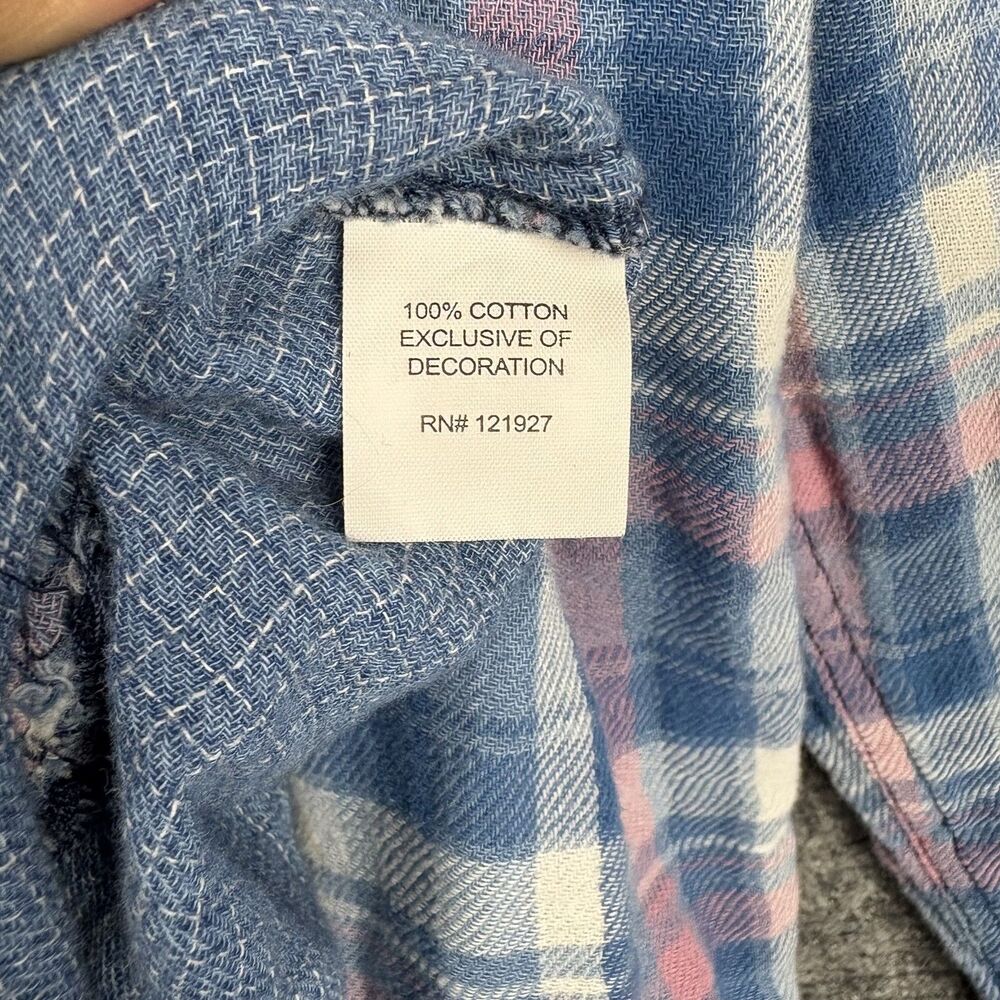 100% COTTON
EXCLUSIVE OF
DECORATION
RN# 121927